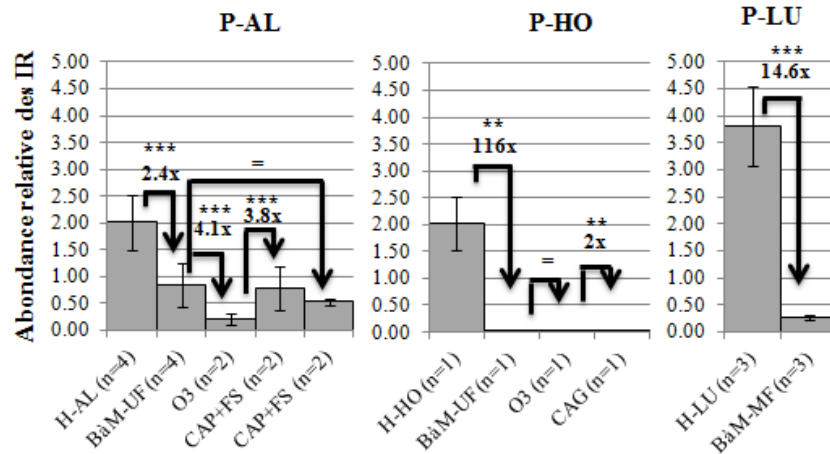 P-AL
P-HO
P-LU
Abondance relative des IR
5.00
4.50
4.00
3.50
3.00
2.50
2.00
1.50
1.00
0.50
0.00
***
2.4x
=
***
4.1x
***
3.8x
H-AL (n=4)
BàM-UF (n=4)
O3 (n=2)
CAP+FS (n=2)
CAP+FS (n=2)
5.00
4.50
4.00
3.50
3.00
2.50
2.00
1.50
1.00
0.50
0.00
**
116x
=
**
2x
H-HO (n=1)
BàM-UF (n=1)
O3 (n=1)
CAG (n=1)
5.00
4.50
4.00
3.50
3.00
2.50
2.00
1.50
1.00
0.50
0.00
***
14.6x
H-LU (n=3)
BàM-MF (n=3)